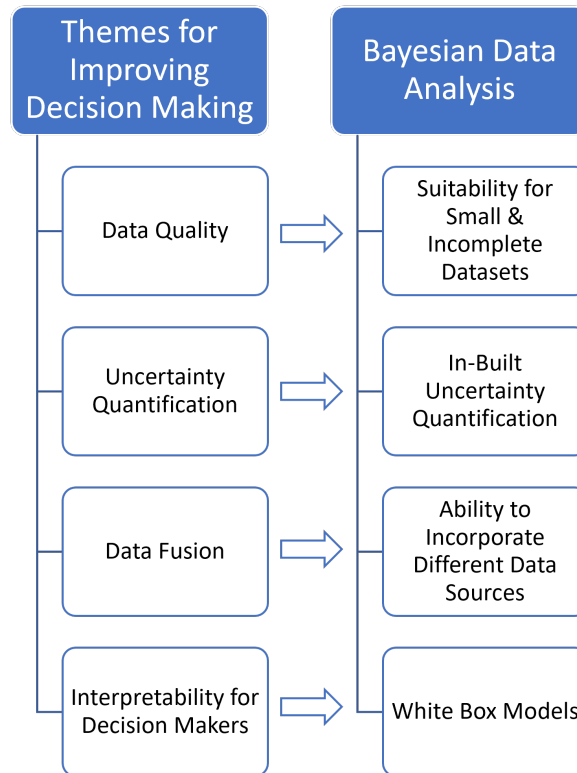 Themes for
Improving
Decision Making
Bayesian Data
Analysis
Data Quality
Suitability for
Small &
Incomplete
Datasets
Uncertainty
Quantification
In-Built
Uncertainty
Quantification
Data Fusion
Ability to
Incorporate
Different Data
Sources
Interpretability for
Decision Makers
White Box Models